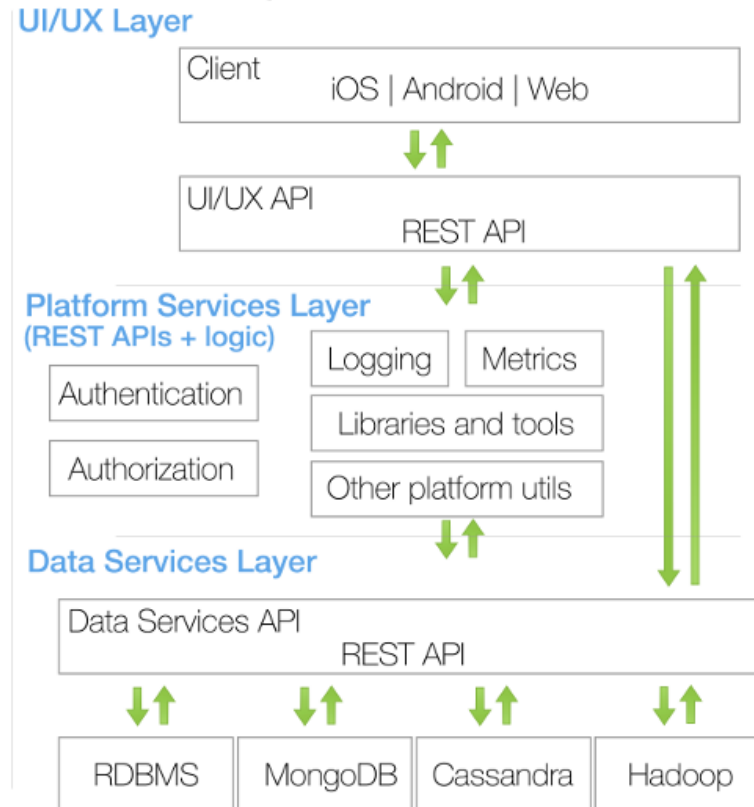 UI/UX Layer
Client
iOS | Android | Web
UI/UX API
REST API
Platform Services Layer
(REST APIs + logic)
Logging
Metrics
Authentication
Libraries and tools
Authorization
Other platform utils
Data Services Layer
Data Services API
REST API
RDBMS
MongoDB
Cassandra
Hadoop